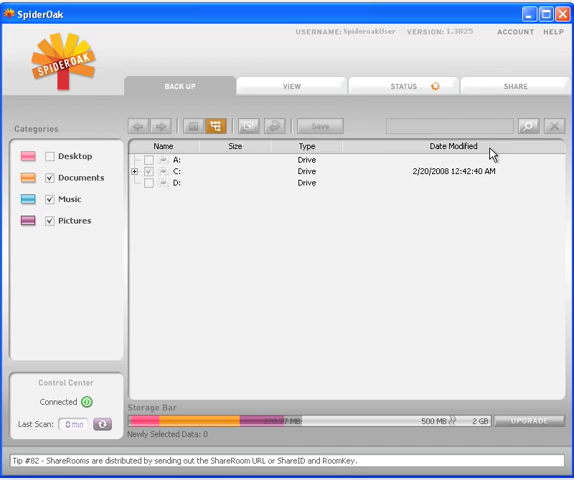 SpiderOak
USERNAME: SpideroakUser VERSION: 1.3025 ACCOUNT HELP
SPIDEROAK
BACK UP VIEW STATUS SHARE
Categories
Save
Name Size Type Date Modified
Desktop
A: Drive
C: Drive 2/20/2008 12:42:40 AM
Documents
D: Drive
Music
Pictures
Control Center
Connected
Last Scan: 0 min
Storage Bar
MB 500 MB 2 GB UPGRADE
Newly Selected Data: 0
Tip #82 - ShareRooms are distributed by sending out the ShareRoom URL or ShareID and RoomKey.